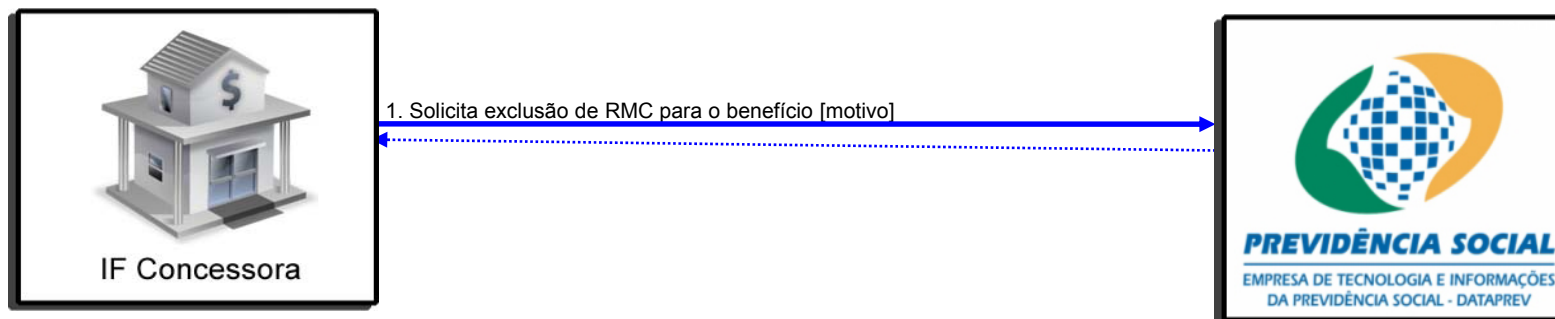 1. Solicita exclusão de RMC para o benefício [motivo]
$
IF Concessora
PREVIDÊNCIA SOCIAL
EMPRESA DE TECNOLOGIA E INFORMAÇÕES
DA PREVIDÊNCIA SOCIAL - DATAPREV